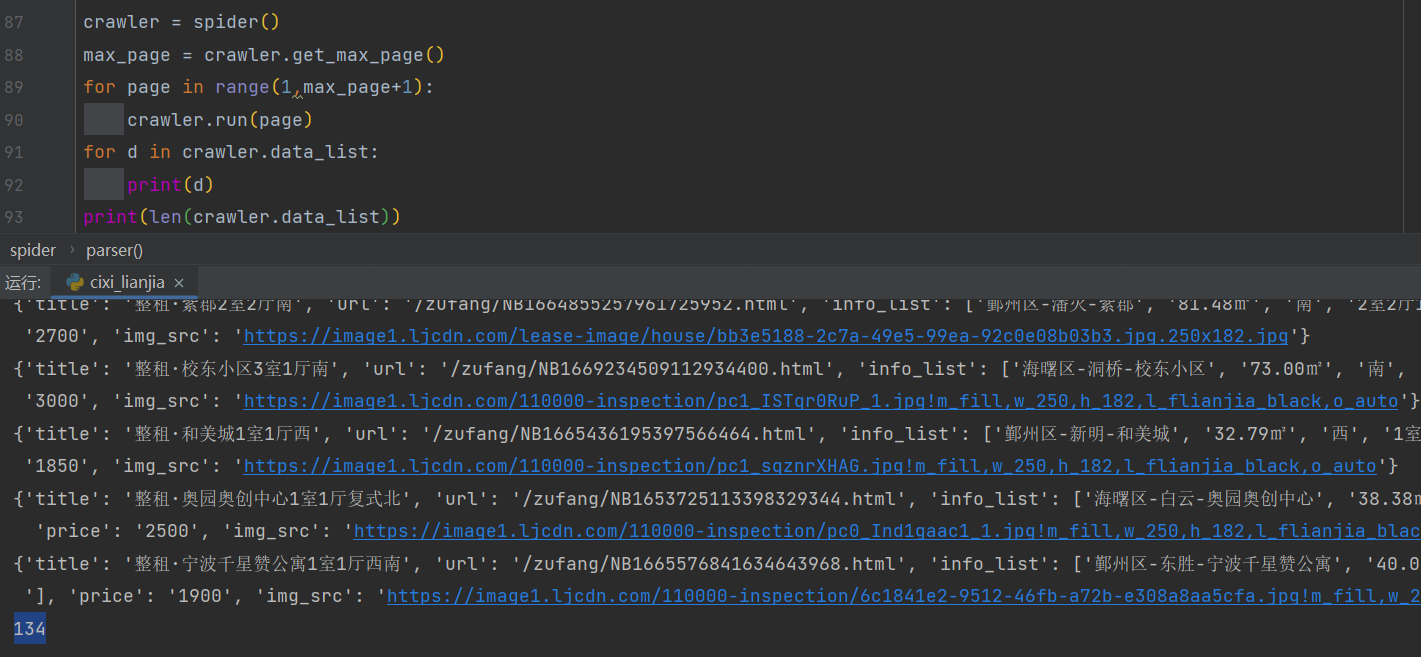 87 crawler = spider()
88 max_page = crawler.get_max_page()
89 for page in range(1,max_page+1):
90 crawler.run(page)
91 for d in crawler.data_list:
92 print(d)
93 print(len(crawler.data_list))
spider › parser()
运行: cixi_lianjia ×
{'title': '整租·紫郡2室2厅南', 'url': '/zufang/NB1664855257961725952.html', 'info_list': ['鄞州区-潘火-紫郡', '81.48㎡', '南', '2室2厅1
'2700', 'img_src': 'https://image1.ljcdn.com/lease-image/house/bb3e5188-2c7a-49e5-99ea-92c0e08b03b3.jpg.250x182.jpg'}
{'title': '整租·校东小区3室1厅南', 'url': '/zufang/NB1669234509112934400.html', 'info_list': ['海曙区-洞桥-校东小区', '73.00㎡', '南',
'3000', 'img_src': 'https://image1.ljcdn.com/110000-inspection/pc1_ISTqr0RuP_1.jpg!m_fill,w_250,h_182,l_flianjia_black,o_auto'}
{'title': '整租·和美城1室1厅西', 'url': '/zufang/NB1665436195397566464.html', 'info_list': ['鄞州区-新明-和美城', '32.79㎡', '西', '1室
'1850', 'img_src': 'https://image1.ljcdn.com/110000-inspection/pc1_sqznrXHAG.jpg!m_fill,w_250,h_182,l_flianjia_black,o_auto'}
{'title': '整租·奥园奥创中心1室1厅复式北', 'url': '/zufang/NB1653725113398329344.html', 'info_list': ['海曙区-白云-奥园奥创中心', '38.38㎡
'price': '2500', 'img_src': 'https://image1.ljcdn.com/110000-inspection/pc0_Ind1qaac1_1.jpg!m_fill,w_250,h_182,l_flianjia_blac
{'title': '整租·宁波千星赞公寓1室1厅西南', 'url': '/zufang/NB1665576841634643968.html', 'info_list': ['鄞州区-东胜-宁波千星赞公寓', '40.0
'], 'price': '1900', 'img_src': 'https://image1.ljcdn.com/110000-inspection/6c1841e2-9512-46fb-a72b-e308a8aa5cfa.jpg!m_fill,w_2
134